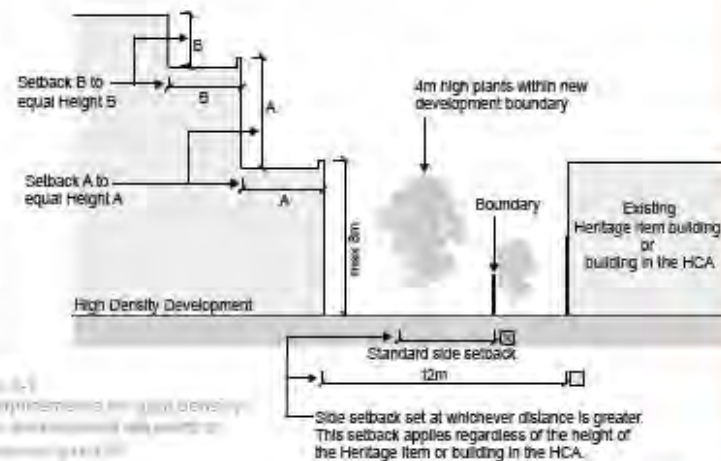 B
Setback B to
equal Height B
B
A
4m high plants within new
development boundary
Setback A to
equal Height A
A
max 8m
Boundary
Existing
Heritage item building
or
building in the HCA
High Density Development
Standard side setback
12m
Side setback set at whichever distance is greater.
This setback applies regardless of the height of
the Heritage item or building in the HCA.